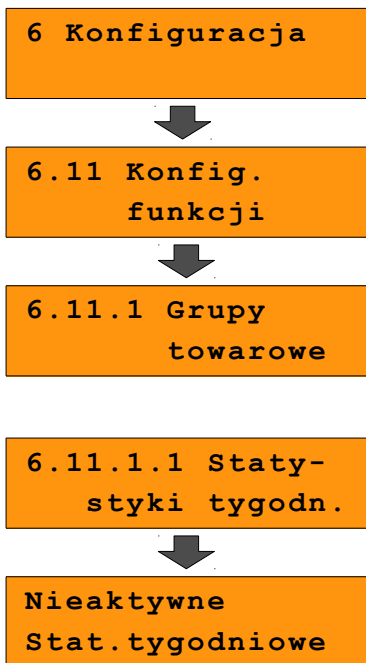 6 Konfiguracja
6.11 Konfig.
funkcji
6.11.1 Grupy
towarowe
6.11.1.1 Staty-
styki tygodn.
Nieaktywne
Stat.tygodniowe